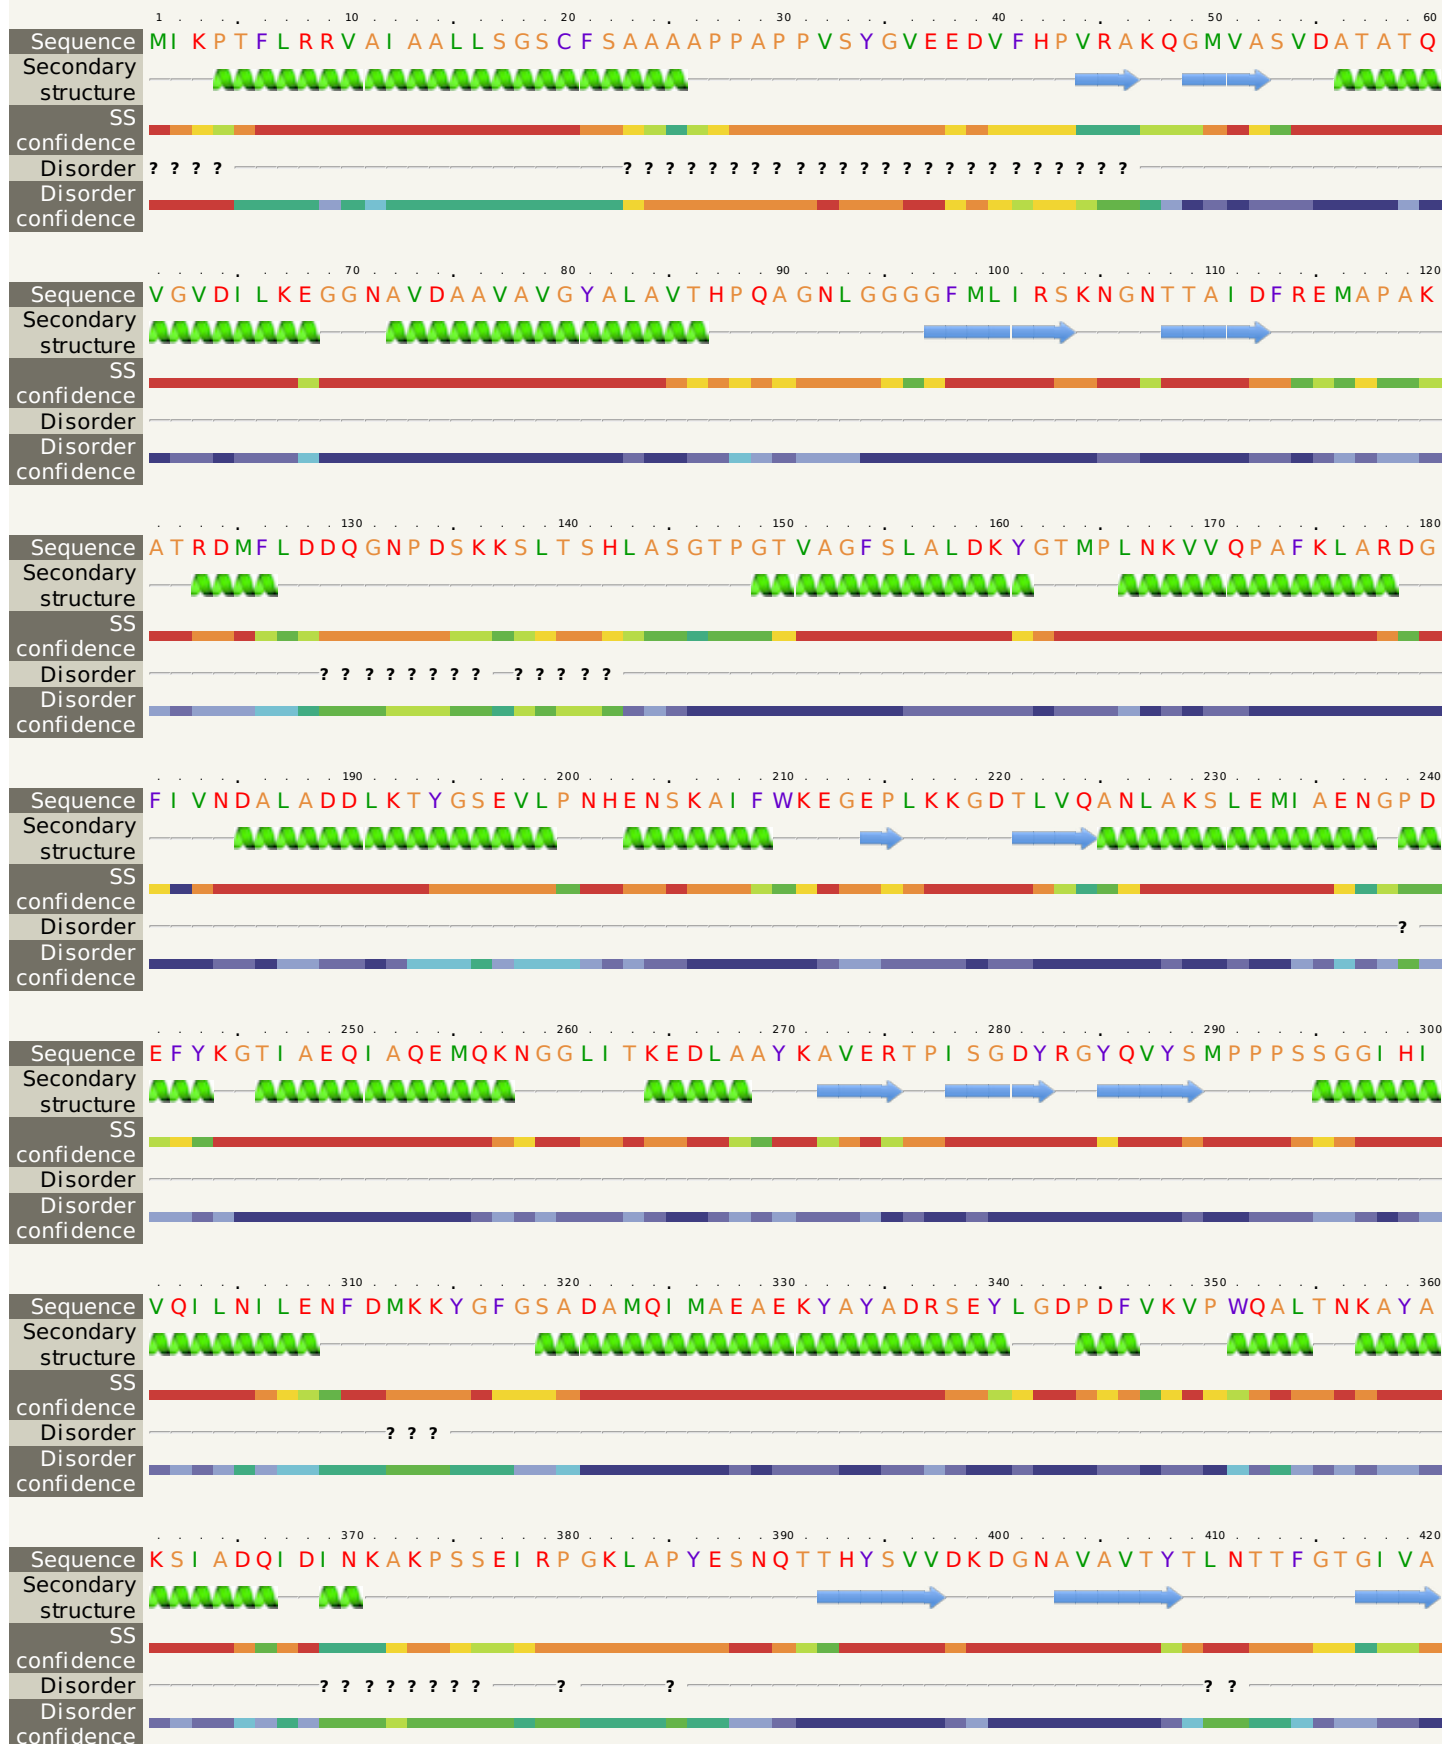 1 10 20 30 40 50 60
Sequence MIKPTFLRRVAIAALLSGSCFSAAAAPPAPPVSYGVEEDVFHPVRAKQGMVASVDATATQ
Secondary
structure
SS
confidence
Disorder ? ? ? ? ? ? ? ? ? ? ? ? ? ? ? ? ? ? ? ? ? ? ? ? ? ? ? ?
Disorder
confidence
70 80 90 100 110 120
Sequence VGVDILKEGGNAVDAAVAVGYALAVTHPQAGNLGGGGFMLIRSKNGNTTAIDFREMAPAK
Secondary
structure
SS
confidence
Disorder
Disorder
confidence
130 140 150 160 170 180
Sequence ATRDMFLDDQGNPDSKKSLTSHLASGTPGTVAGFSLALDKYGTMPLNKVVQPAFKLARDG
Secondary
structure
SS
confidence
Disorder ? ? ? ? ? ? ? ? ? ? ? ? ?
Disorder
confidence
190 200 210 220 230 240
Sequence FIVNDALADDLKTYGSEVLPNHENSKAIFWKEGEPLKKGDTLVQANLAKSLEMIAENGPD
Secondary
structure
SS
confidence
Disorder ?
Disorder
confidence
250 260 270 280 290 300
Sequence EFYKGTIAEQIAQEMQKNGGLITKEDLAAYKAVERTPISGDYRGYQVYSMPPPSSGGIHI
Secondary
structure
SS
confidence
Disorder
Disorder
confidence
310 320 330 340 350 360
Sequence VQILNILENFDMKKYGFGSADAMQIMAEAEKYAYADRSEYLGDPDFVKVPWQALTNKAYA
Secondary
structure
SS
confidence
Disorder ? ? ?
Disorder
confidence
370 380 390 400 410 420
Sequence KSIADQIDINKAKPSSEIRPGKLAPYESNQTTHYSVVDKDGNAVAVTYTLNTTFGTGIVA
Secondary
structure
SS
confidence
Disorder ? ? ? ? ? ? ? ? ? ? ? ?
Disorder
confidence